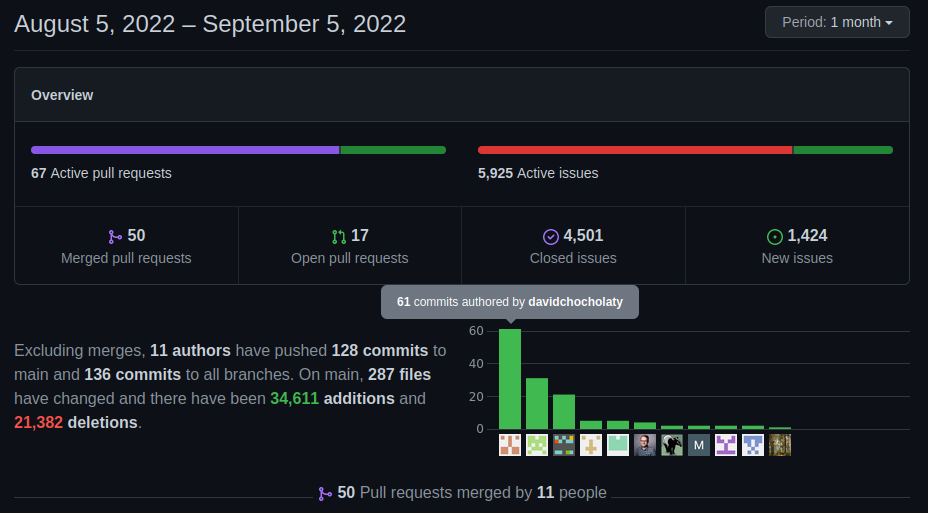 August 5, 2022 – September 5, 2022
Period: 1 month
Overview
67 Active pull requests
5,925 Active issues
50
Merged pull requests
17
Open pull requests
4,501
Closed issues
1,424
New issues
61 commits authored by davidchocholaty
Excluding merges, 11 authors have pushed 128 commits to
main and 136 commits to all branches. On main, 287 files
have changed and there have been 34,611 additions and
21,382 deletions.
60
40
20
0
M
50 Pull requests merged by 11 people